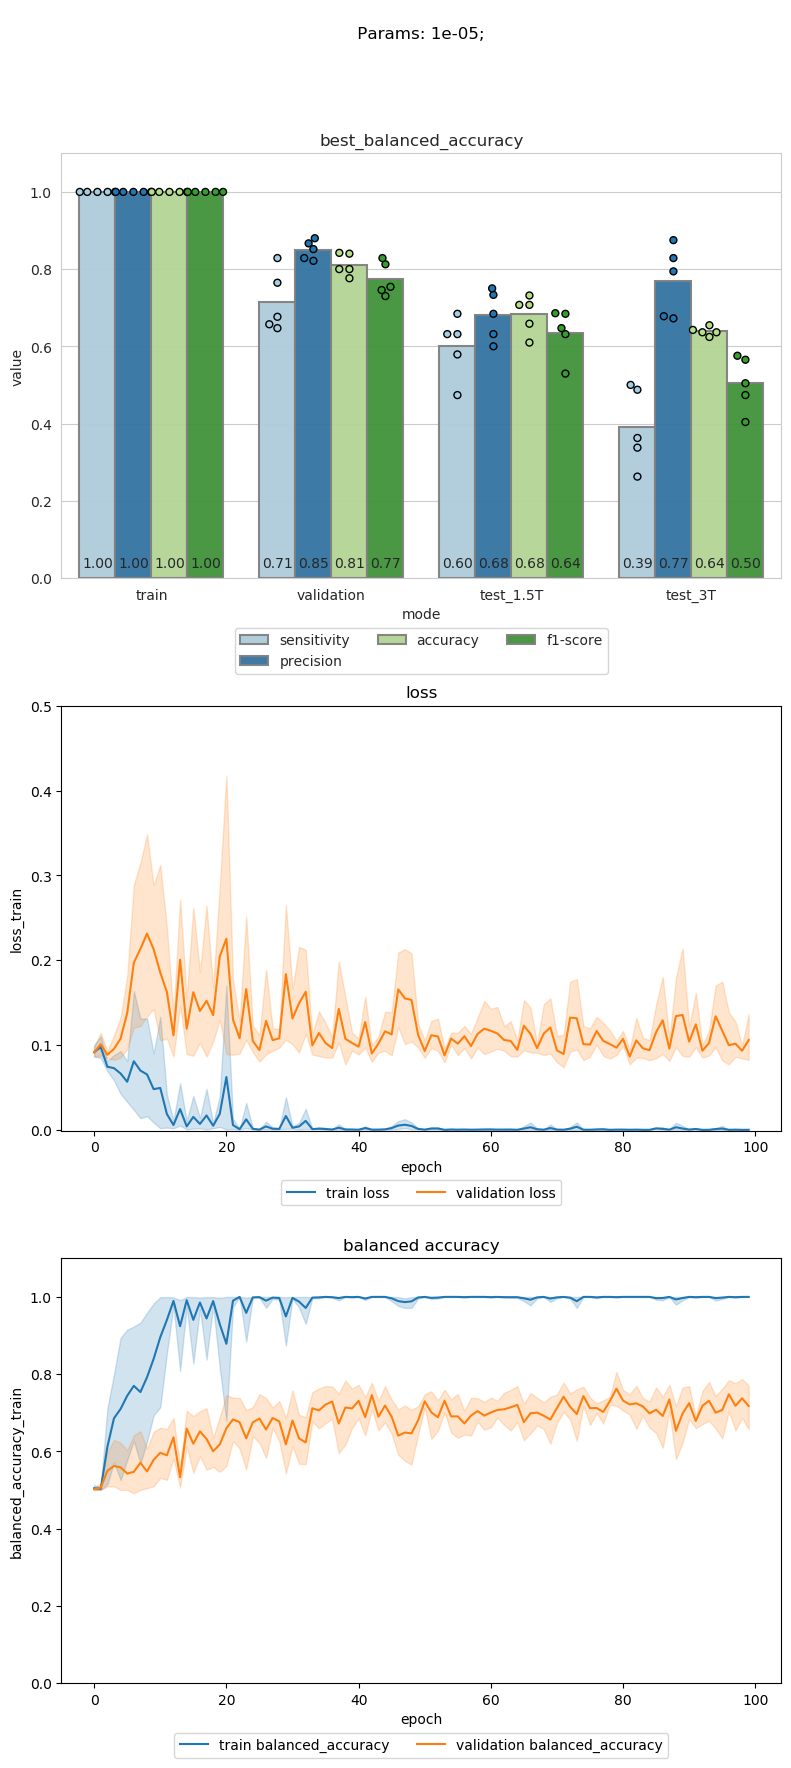 Params: 1e-05;
best_balanced_accuracy
value
1.0
0.8
0.6
0.4
0.2
0.0
1.00 1.00 1.00 1.00 0.71 0.85 0.81 0.77 0.60 0.68 0.68 0.64 0.39 0.77 0.64 0.50
train validation test_1.5T test_3T
mode
sensitivity accuracy f1-score
precision
loss
loss_train
0.5
0.4
0.3
0.2
0.1
0.0
0 20 40 60 80 100
epoch
train loss validation loss
balanced accuracy
balanced_accuracy_train
1.0
0.8
0.6
0.4
0.2
0.0
0 20 40 60 80 100
epoch
train balanced_accuracy validation balanced_accuracy